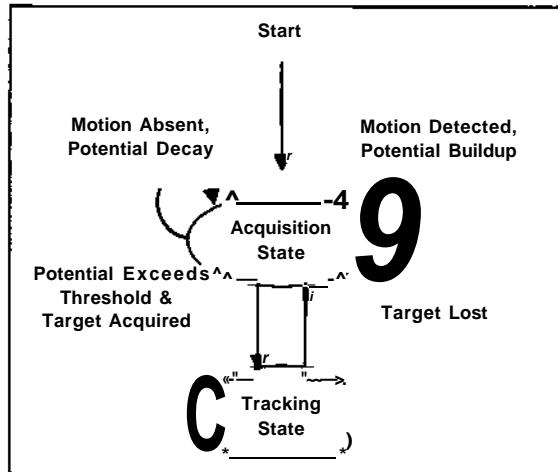 Start
Motion Absent,
Potential Decay
Motion Detected,
Potential Buildup
Acquisition
State
Potential Exceeds
Threshold &
Target Acquired
Target Lost
Tracking
State